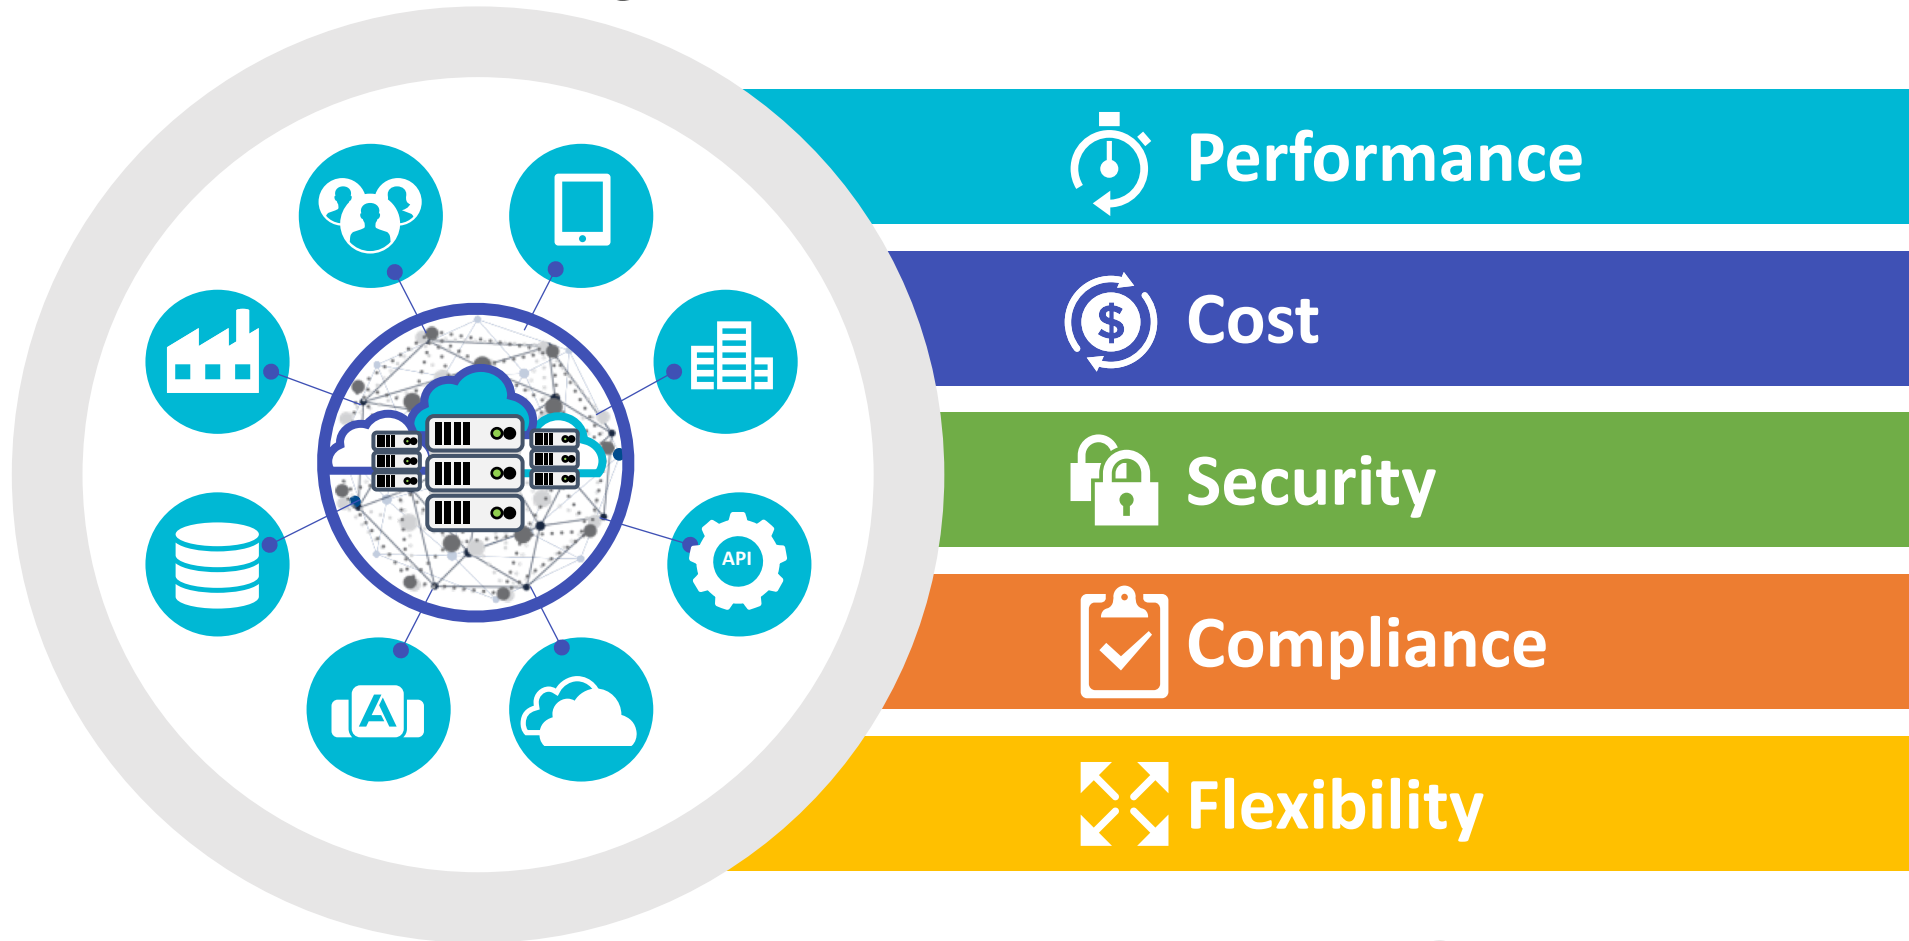 Performance
Cost
Security
Compliance
Flexibility
$
API
A